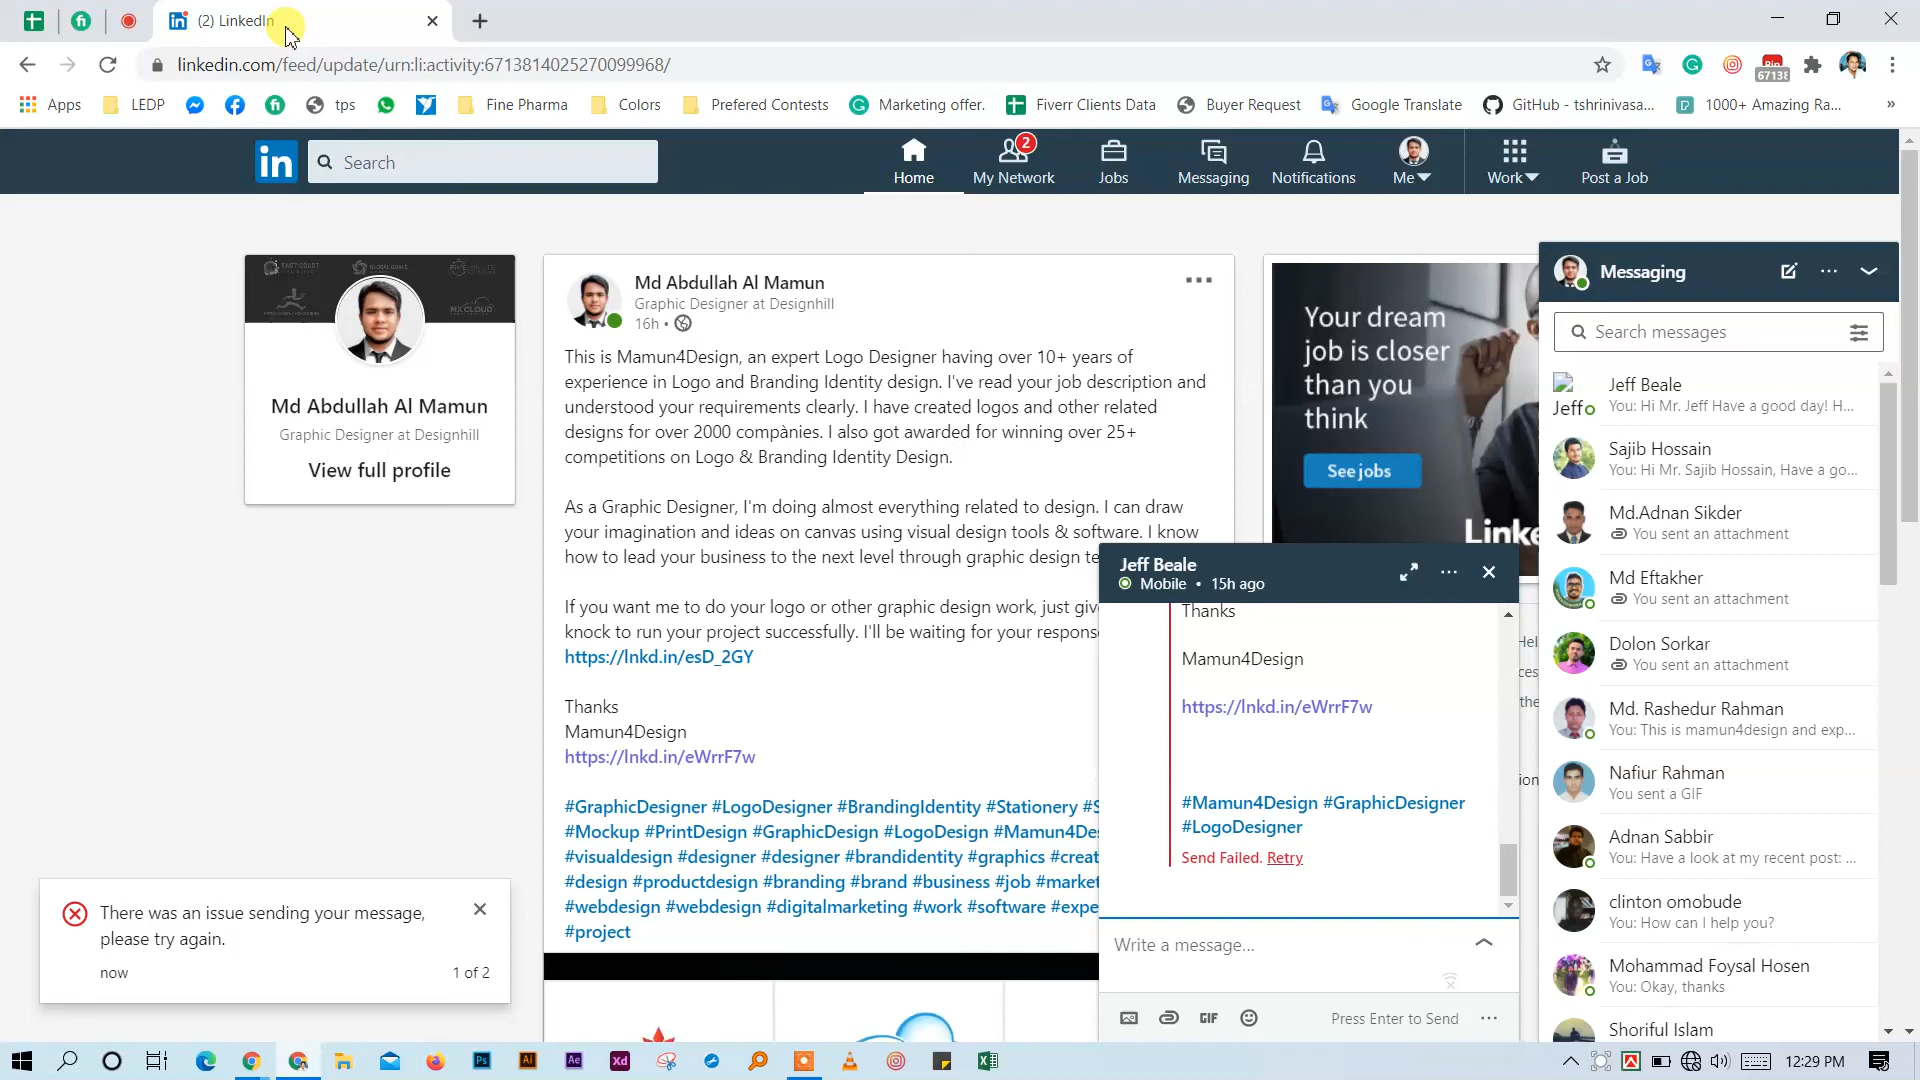 (2) LinkedIn
linkedin.com/feed/update/urn:li:activity:6713814025270099968/
67138
Apps
LEDP
tps
Fine Pharma
Colors
Prefered Contests
Marketing offer.
Fiverr Clients Data
Buyer Request
Google Translate
GitHub - tshrinivasa...
1000+ Amazing Ra...
»
in
Search
Home
2
My Network
Jobs
Messaging
Notifications
Me
Work
Post a Job
Md Abdullah Al Mamun
Graphic Designer at Designhill
View full profile
Md Abdullah Al Mamun
Graphic Designer at Designhill
16h •
This is Mamun4Design, an expert Logo Designer having over 10+ years of
experience in Logo and Branding Identity design. I've read your job description and
understood your requirements clearly. I have created logos and other related
designs for over 2000 compànies. I also got awarded for winning over 25+
competitions on Logo & Branding Identity Design.
As a Graphic Designer, I'm doing almost everything related to design. I can draw
your imagination and ideas on canvas using visual design tools & software. I know
how to lead your business to the next level through graphic design te
If you want me to do your logo or other graphic design work, just give
knock to run your project successfully. I'll be waiting for your response
https://lnkd.in/esD_2GY
Thanks
Mamun4Design
https://lnkd.in/eWrrF7w
#GraphicDesigner #LogoDesigner #BrandingIdentity #Stationery #S
#Mockup #PrintDesign #GraphicDesign #LogoDesign #Mamun4Des
#visualdesign #designer #designer #brandidentity #graphics #creat
#design #productdesign #branding #brand #business #job #market
#webdesign #webdesign #digitalmarketing #work #software #expe
#project
Your dream
job is closer
than you
think
See jobs
Linke
Jeff Beale
Mobile • 15h ago
Thanks
Mamun4Design
https://lnkd.in/eWrrF7w
#Mamun4Design #GraphicDesigner
#LogoDesigner
Send Failed. Retry
Write a message...
GIF
Press Enter to Send
Messaging
Search messages
Jeff
Jeff Beale
You: Hi Mr. Jeff Have a good day! H...
Sajib Hossain
You: Hi Mr. Sajib Hossain, Have a go...
Md.Adnan Sikder
You sent an attachment
Md Eftakher
You sent an attachment
Dolon Sorkar
You sent an attachment
Md. Rashedur Rahman
You: This is mamun4design and exp...
Nafiur Rahman
You sent a GIF
Adnan Sabbir
You: Have a look at my recent post: ...
clinton omobude
You: How can I help you?
Mohammad Foysal Hosen
You: Okay, thanks
Shoriful Islam
There was an issue sending your message,
please try again.
now
1 of 2
Ps
Ai
Ae
Xd
12:29 PM